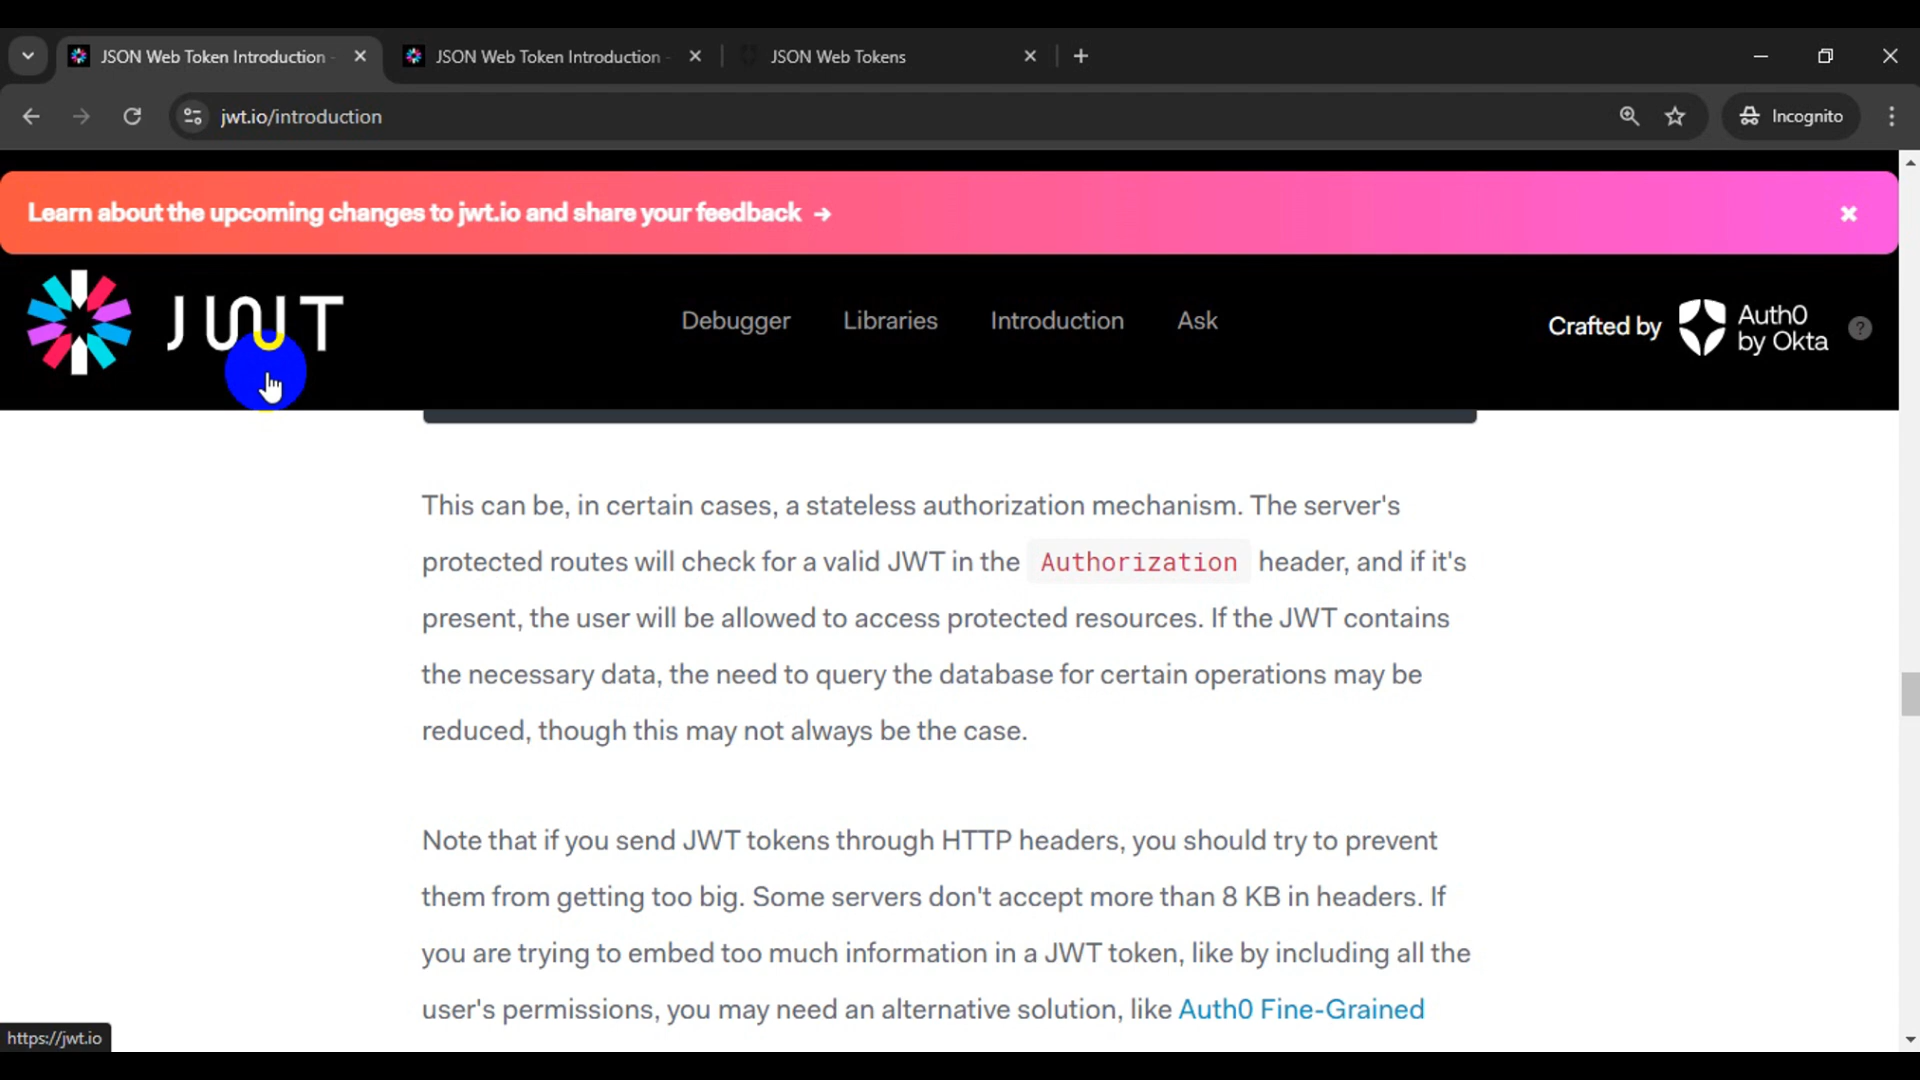 JSON Web Token Introduction -
JSON Web Token Introduction -
JSON Web Tokens
jwt.io/introduction
Incognito
Learn about the upcoming changes to jwt.io and share your feedback →
JWT
Debugger
Libraries
Introduction
Ask
Crafted by
Auth0
by Okta
?
This can be, in certain cases, a stateless authorization mechanism. The server's
protected routes will check for a valid JWT in the Authorization header, and if it's
present, the user will be allowed to access protected resources. If the JWT contains
the necessary data, the need to query the database for certain operations may be
reduced, though this may not always be the case.
Note that if you send JWT tokens through HTTP headers, you should try to prevent
them from getting too big. Some servers don't accept more than 8 KB in headers. If
you are trying to embed too much information in a JWT token, like by including all the
user's permissions, you may need an alternative solution, like Auth0 Fine-Grained
https://jwt.io